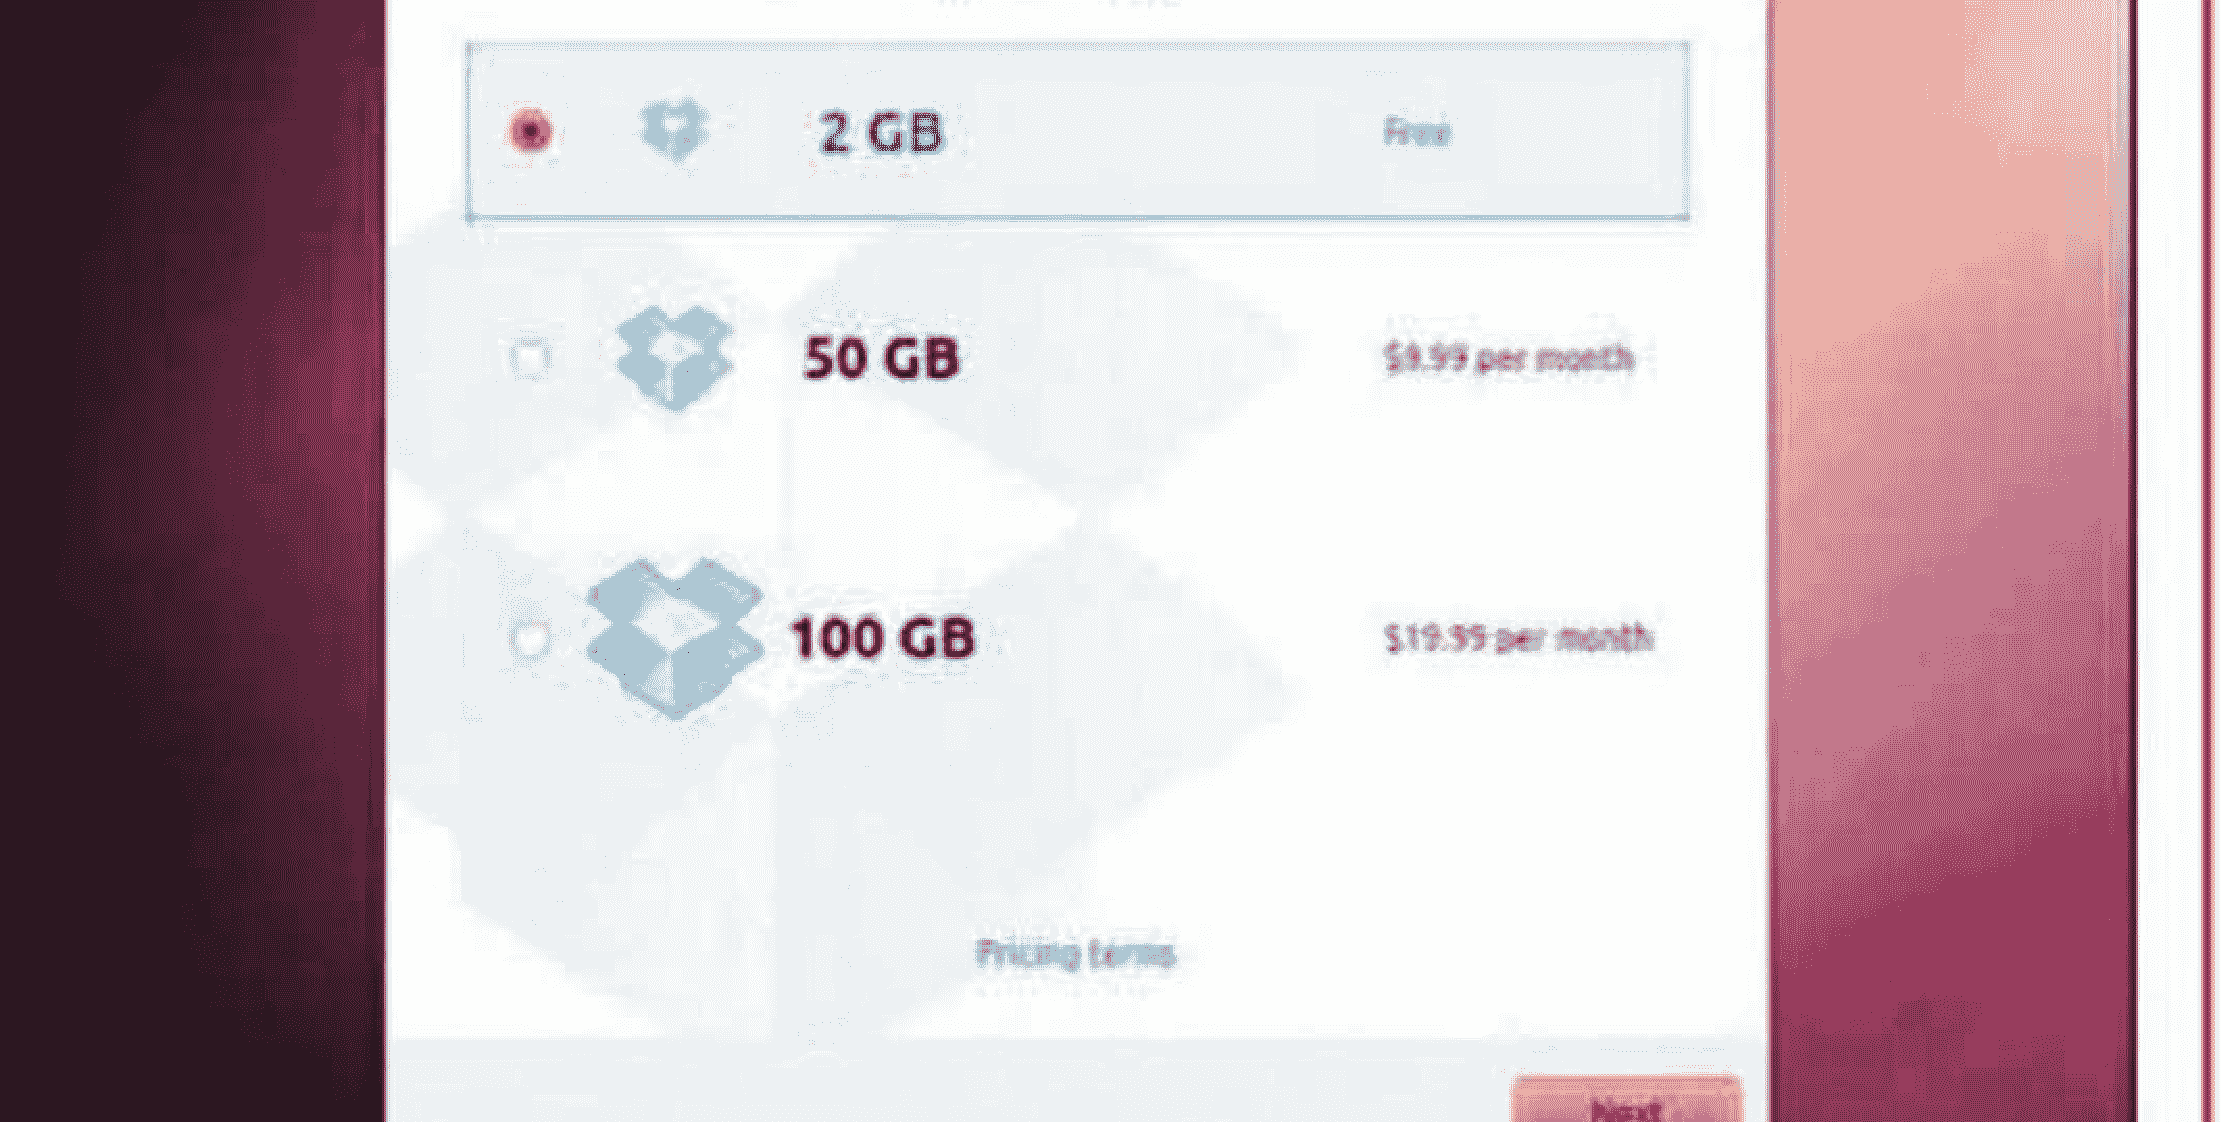 2 GB
Free
50 GB
$9.99 per month
100 GB
$19.99 per month
Pricing terms
Next